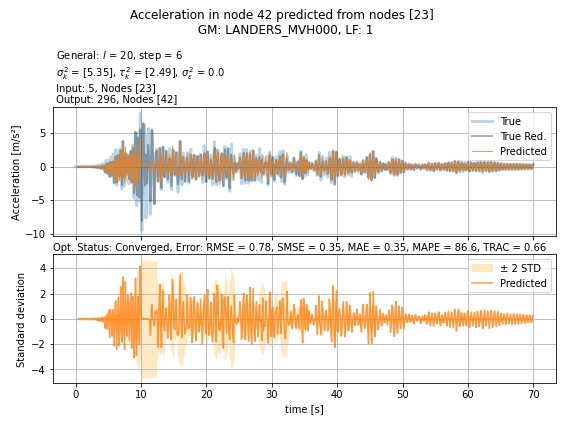 Acceleration in node 42 predicted from nodes [23]
GM: LANDERS_MVH000, LF: 1
General: l = 20, step = 6
σ²ₖ = [5.35], τ²ₖ = [2.49], σ²ε = 0.0
Input: 5, Nodes [23]
Output: 296, Nodes [42]
Acceleration [m/s²]
5
0
−5
−10
True
True Red.
Predicted
Opt. Status: Converged, Error: RMSE = 0.78, SMSE = 0.35, MAE = 0.35, MAPE = 86.6, TRAC = 0.66
Standard deviation
4
2
0
−2
−4
± 2 STD
Predicted
0 10 20 30 40 50 60 70
time [s]